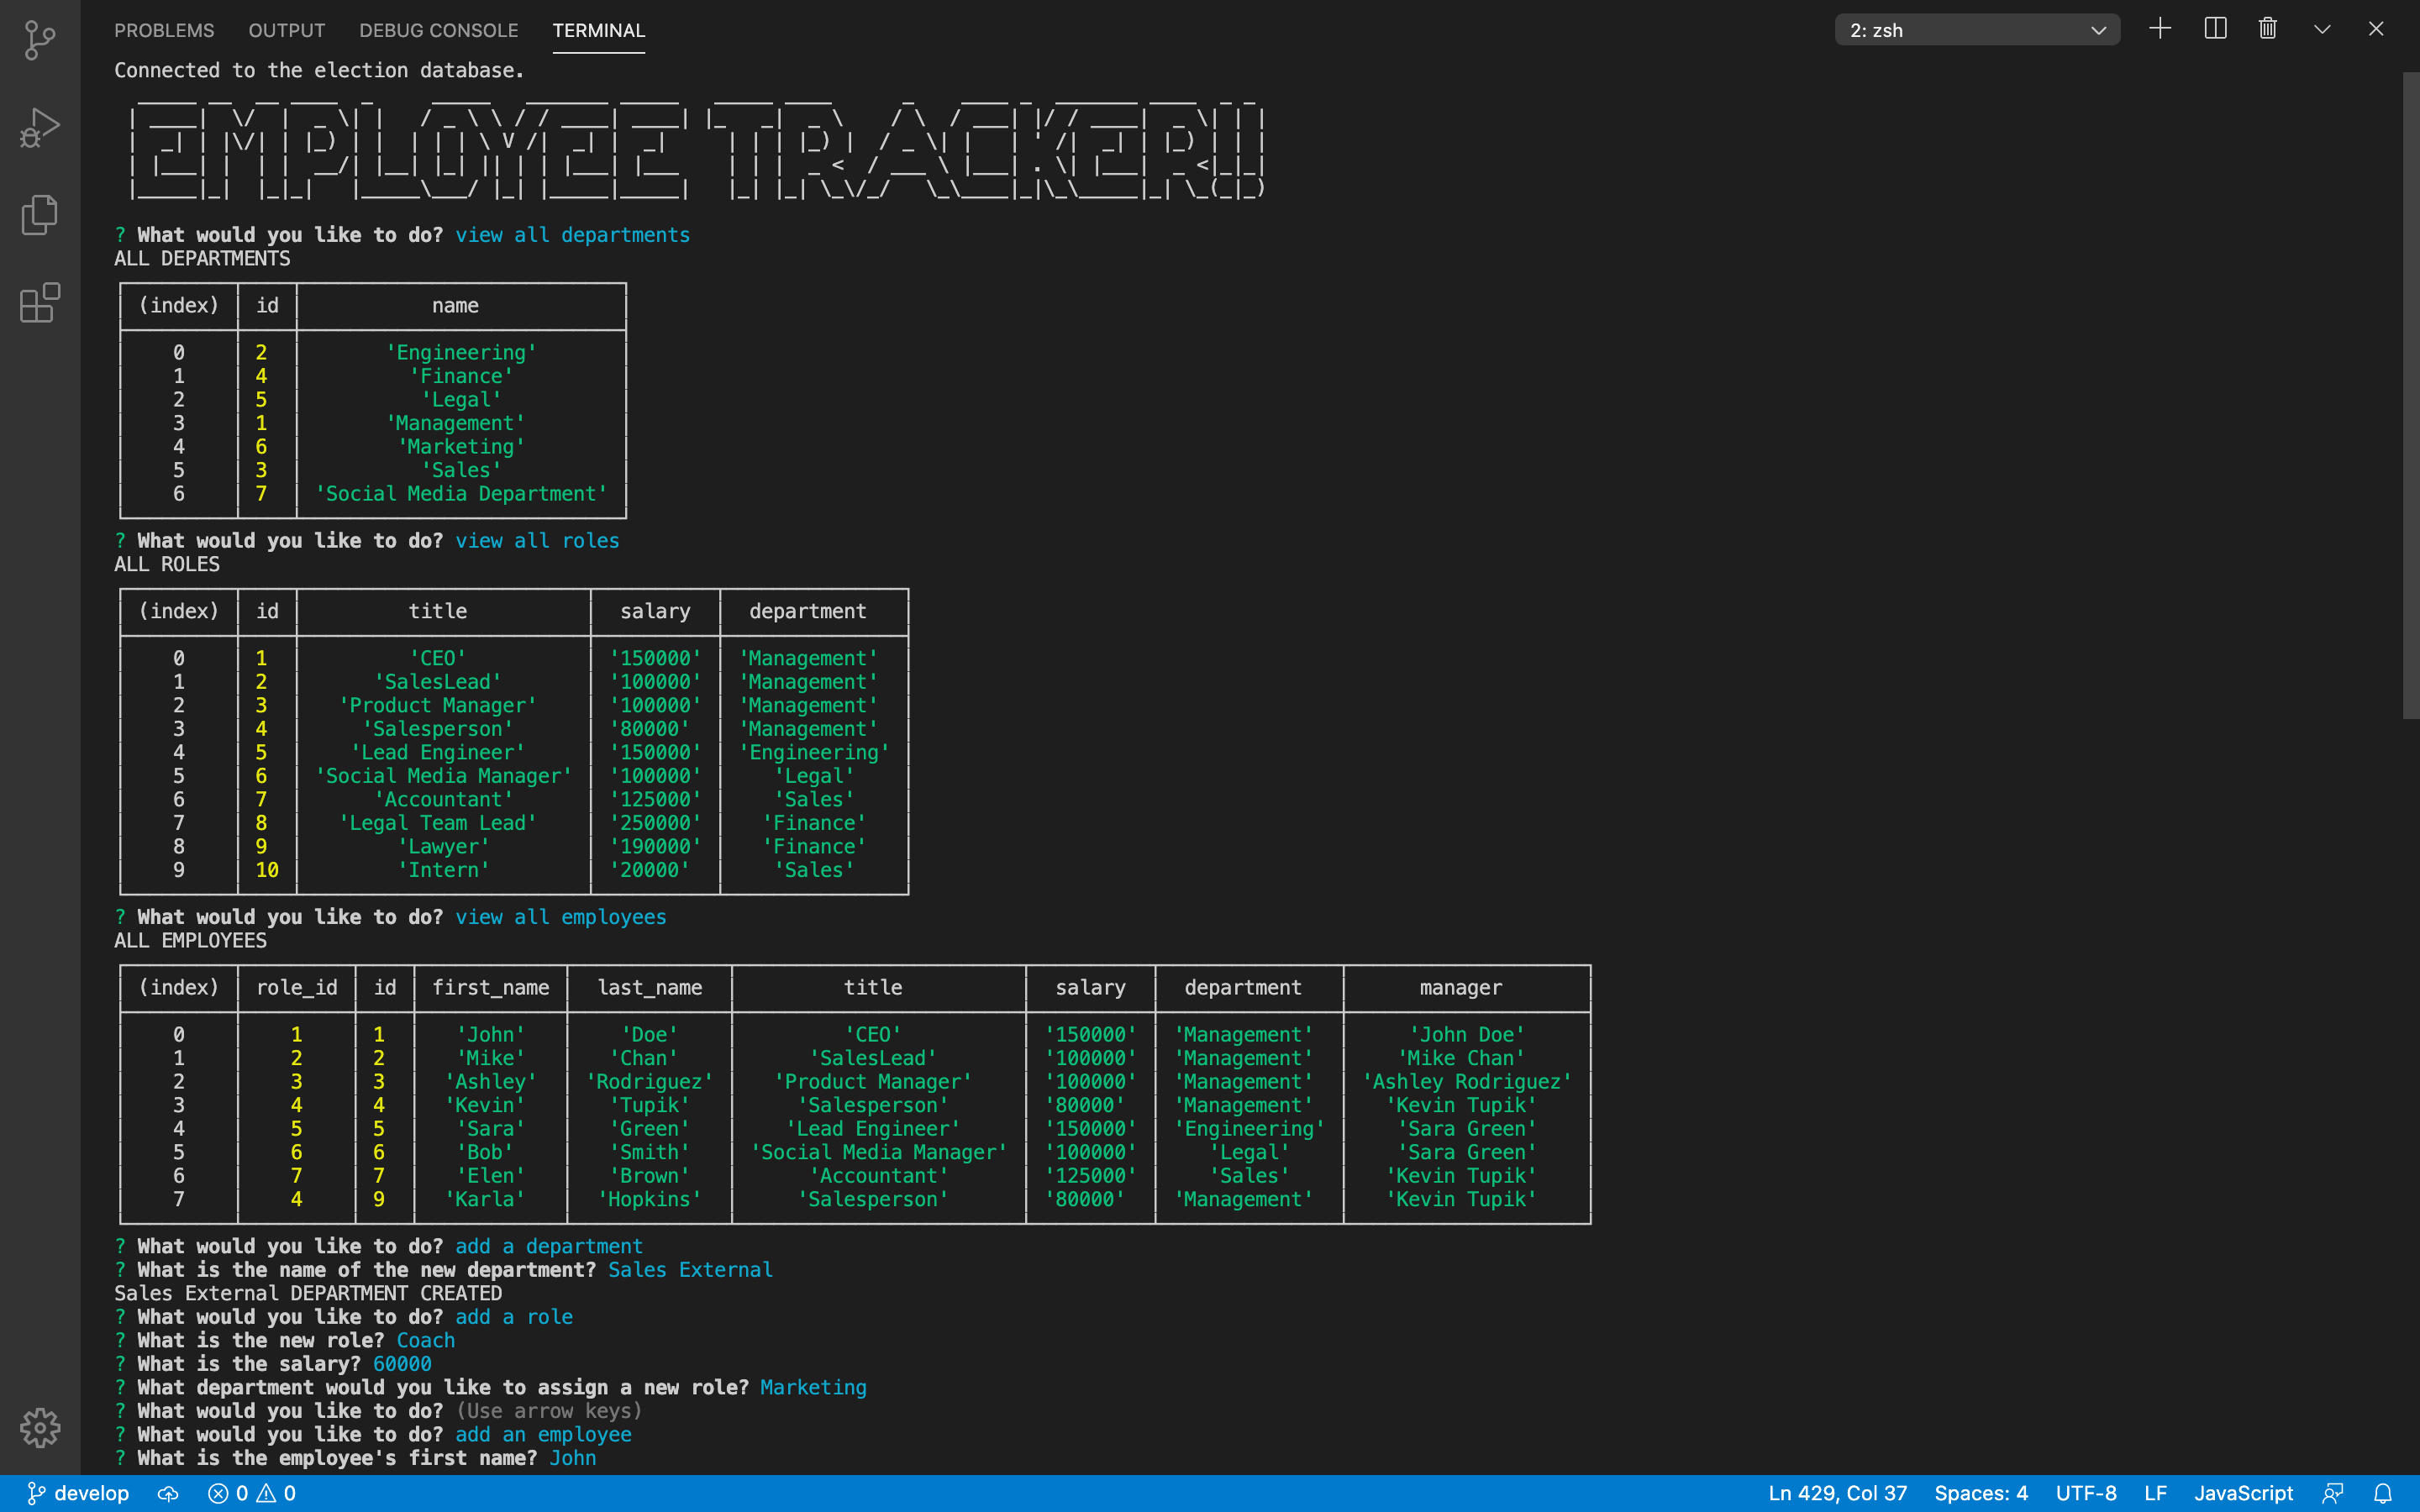 PROBLEMS OUTPUT DEBUG CONSOLE TERMINAL 2: zsh
Connected to the election database.
EMPLOYEE TRACKER!!
? What would you like to do? view all departments
ALL DEPARTMENTS
(index) id name
0 2 'Engineering'
1 4 'Finance'
2 5 'Legal'
3 1 'Management'
4 6 'Marketing'
5 3 'Sales'
6 7 'Social Media Department'
? What would you like to do? view all roles
ALL ROLES
(index) id title salary department
0 1 'CEO' '150000' 'Management'
1 2 'SalesLead' '100000' 'Management'
2 3 'Product Manager' '100000' 'Management'
3 4 'Salesperson' '80000' 'Management'
4 5 'Lead Engineer' '150000' 'Engineering'
5 6 'Social Media Manager' '100000' 'Legal'
6 7 'Accountant' '125000' 'Sales'
7 8 'Legal Team Lead' '250000' 'Finance'
8 9 'Lawyer' '190000' 'Finance'
9 10 'Intern' '20000' 'Sales'
? What would you like to do? view all employees
ALL EMPLOYEES
(index) role_id id first_name last_name title salary department manager
0 1 1 'John' 'Doe' 'CEO' '150000' 'Management' 'John Doe'
1 2 2 'Mike' 'Chan' 'SalesLead' '100000' 'Management' 'Mike Chan'
2 3 3 'Ashley' 'Rodriguez' 'Product Manager' '100000' 'Management' 'Ashley Rodriguez'
3 4 4 'Kevin' 'Tupik' 'Salesperson' '80000' 'Management' 'Kevin Tupik'
4 5 5 'Sara' 'Green' 'Lead Engineer' '150000' 'Engineering' 'Sara Green'
5 6 6 'Bob' 'Smith' 'Social Media Manager' '100000' 'Legal' 'Sara Green'
6 7 7 'Elen' 'Brown' 'Accountant' '125000' 'Sales' 'Kevin Tupik'
7 4 9 'Karla' 'Hopkins' 'Salesperson' '80000' 'Management' 'Kevin Tupik'
? What would you like to do? add a department
? What is the name of the new department? Sales External
Sales External DEPARTMENT CREATED
? What would you like to do? add a role
? What is the new role? Coach
? What is the salary? 60000
? What department would you like to assign a new role? Marketing
? What would you like to do? (Use arrow keys)
? What would you like to do? add an employee
? What is the employee's first name? John
develop 0 0 Ln 429, Col 37 Spaces: 4 UTF-8 LF JavaScript